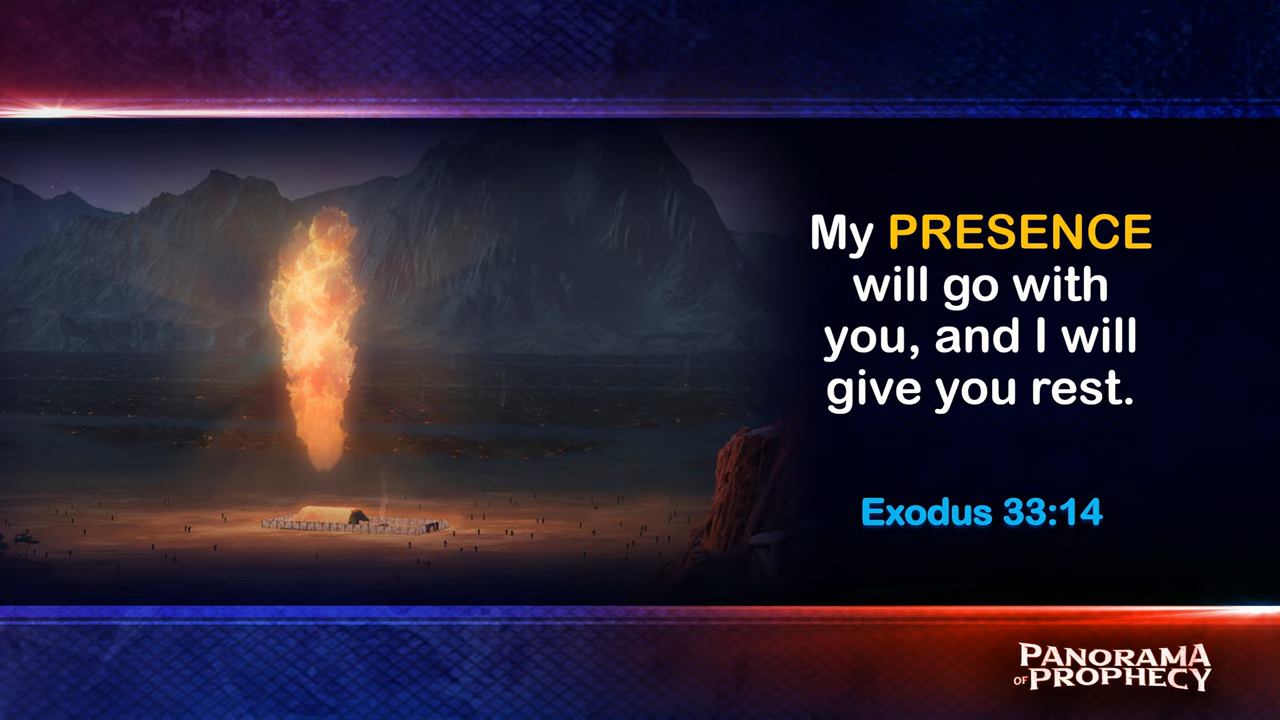 My PRESENCE
will go with
you, and I will
give you rest.
Exodus 33:14
PANORAMA
OF PROPHECY